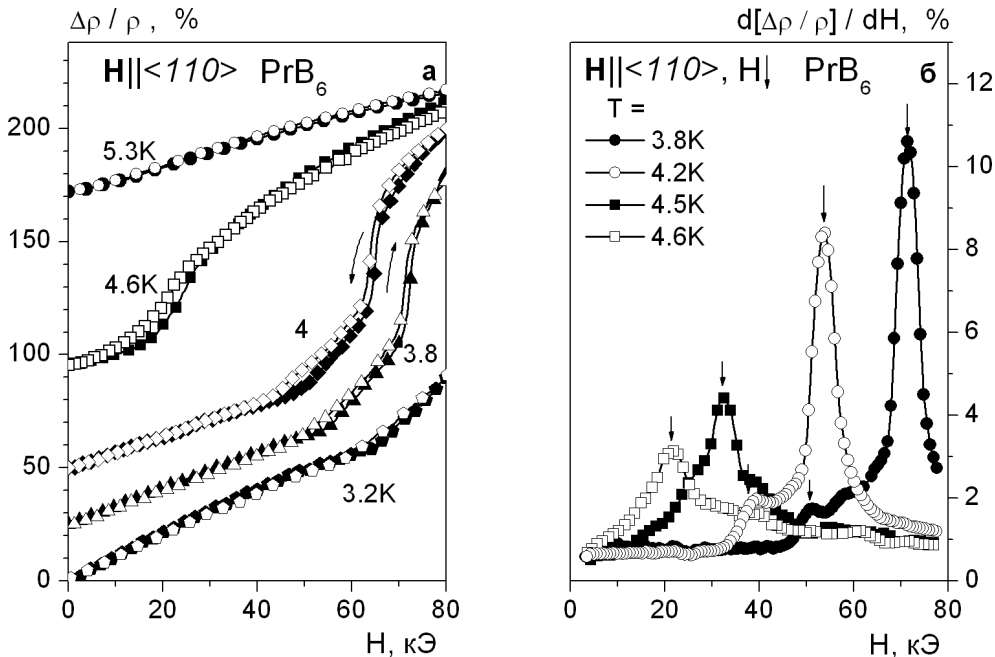 Δρ / ρ , %
H||<110> PrB6 а
200
150
100
50
0
5.3K
4.6K
4
3.8
3.2K
0 20 40 60 80
H, кЭ
d[Δρ / ρ] / dH, %
H||<110>, H↓ PrB6 б
T =
3.8K
4.2K
4.5K
4.6K
12
10
8
6
4
2
0
0 20 40 60 80
H, кЭ